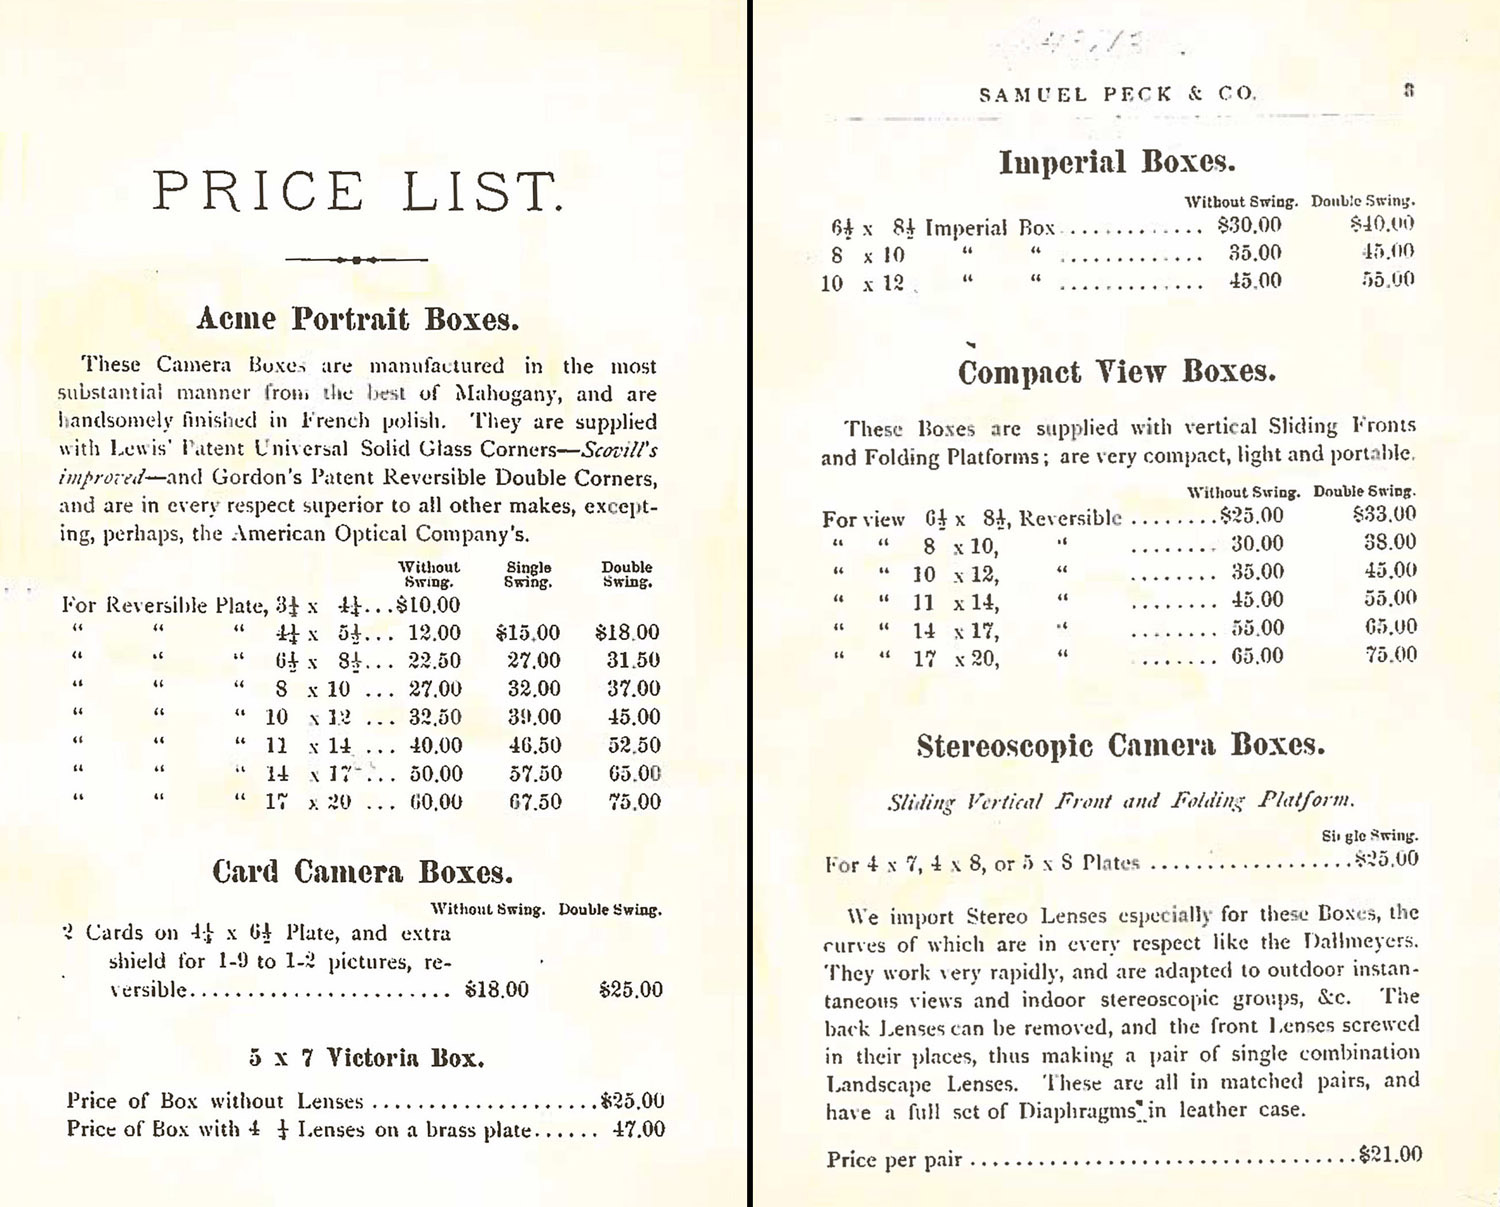 PRICE LIST.
Acme Portrait Boxes.
These Camera Boxes are manufactured in the most
substantial manner from the best of Mahogany, and are
handsomely finished in French polish. They are supplied
with Lewis' Patent Universal Solid Glass Corners—Scovill's
improved—and Gordon's Patent Reversible Double Corners,
and are in every respect superior to all other makes, except-
ing, perhaps, the American Optical Company's.
Without Swing. Single Swing. Double Swing.
For Reversible Plate, 3¼ x 4¼...$10.00
“ “ “ 4¼ x 5½... 12.00 $15.00 $18.00
“ “ “ 6½ x 8½... 22.50 27.00 31.50
“ “ “ 8 x 10 ... 27.00 32.00 37.00
“ “ “ 10 x 12 ... 32.50 39.00 45.00
“ “ “ 11 x 14 ... 40.00 46.50 52.50
“ “ “ 14 x 17 ... 50.00 57.50 65.00
“ “ “ 17 x 20 ... 60.00 67.50 75.00
Card Camera Boxes.
Without Swing. Double Swing.
2 Cards on 4¼ x 6½ Plate, and extra
shield for 1-9 to 1-2 pictures, re-
versible........................ $18.00 $25.00
5 x 7 Victoria Box.
Price of Box without Lenses ....................$25.00
Price of Box with 4 ¼ Lenses on a brass plate...... 47.00
SAMUEL PECK & CO. 3
Imperial Boxes.
Without Swing. Double Swing.
6½ x 8½ Imperial Box ............. $30.00 $40.00
8 x 10 “ “ ............. 35.00 45.00
10 x 12 “ “ ............. 45.00 55.00
Compact View Boxes.
These Boxes are supplied with vertical Sliding Fronts
and Folding Platforms; are very compact, light and portable.
Without Swing. Double Swing.
For view 6½ x 8½, Reversible ........$25.00 $33.00
“ “ 8 x 10, “ ........ 30.00 38.00
“ “ 10 x 12, “ ........ 35.00 45.00
“ “ 11 x 14, “ ........ 45.00 55.00
“ “ 14 x 17, “ ........ 55.00 65.00
“ “ 17 x 20, “ ....... 65.00 75.00
Stereoscopic Camera Boxes.
Sliding Vertical Front and Folding Platform.
Single Swing.
For 4 x 7, 4 x 8, or 5 x 8 Plates ..................$25.00
We import Stereo Lenses especially for these Boxes, the
curves of which are in every respect like the Dallmeyers.
They work very rapidly, and are adapted to outdoor instan-
taneous views and indoor stereoscopic groups, &c. The
back Lenses can be removed, and the front Lenses screwed
in their places, thus making a pair of single combination
Landscape Lenses. These are all in matched pairs, and
have a full set of Diaphragms in leather case.
Price per pair ..................................$21.00